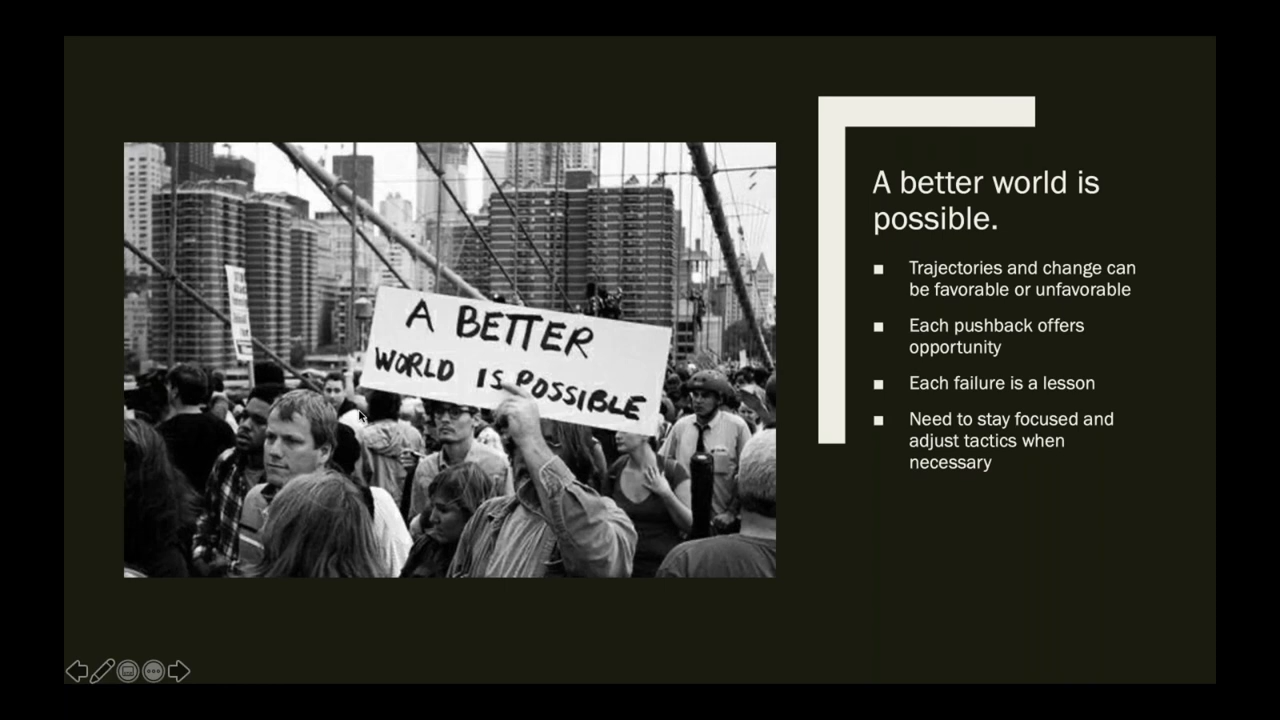 A BETTER
WORLD IS POSSIBLE
A better world is
possible.
Trajectories and change can
be favorable or unfavorable
Each pushback offers
opportunity
Each failure is a lesson
Need to stay focused and
adjust tactics when
necessary